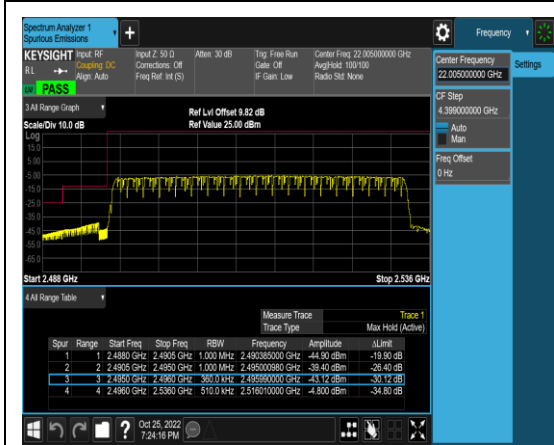 Spectrum Analyzer 1
Spurious Emissions
Frequency
KEYSIGHT Input: RF Input Z: 50 Ω Atten: 30 dB Trig: Free Run Center Freq: 22.005000000 GHz
R L Coupling: DC Corrections: Off Gate: Off Avg|Hold: 100/100
Align: Auto Freq Ref: Int (S) IF Gain: Low Radio Std: None
PASS
Center Frequency
22.005000000 GHz
Settings
CF Step
4.399000000 GHz
Auto
Man
Freq Offset
0 Hz
3 All Range Graph
Ref Lvl Offset 9.82 dB
Scale/Div 10.0 dB Ref Value 25.00 dBm
Log
15.0
5.00
-5.00
-15.0
-25.0
-35.0
-45.0
-55.0
-65.0
Start 2.488 GHz Stop 2.536 GHz
4 All Range Table
Measure Trace Trace 1
Trace Type Max Hold (Active)
Spur Range Start Freq Stop Freq RBW Frequency Amplitude ΔLimit
1 1 2.4880 GHz 2.4905 GHz 1.000 MHz 2.490385000 GHz -44.90 dBm -19.90 dB
2 2 2.4905 GHz 2.4950 GHz 1.000 MHz 2.495000980 GHz -39.40 dBm -26.40 dB
3 3 2.4950 GHz 2.4960 GHz 360.0 kHz 2.495990000 GHz -43.12 dBm -30.12 dB
4 4 2.4960 GHz 2.5360 GHz 510.0 kHz 2.516010000 GHz -4.800 dBm -34.80 dB
Oct 25, 2022
7:24:16 PM